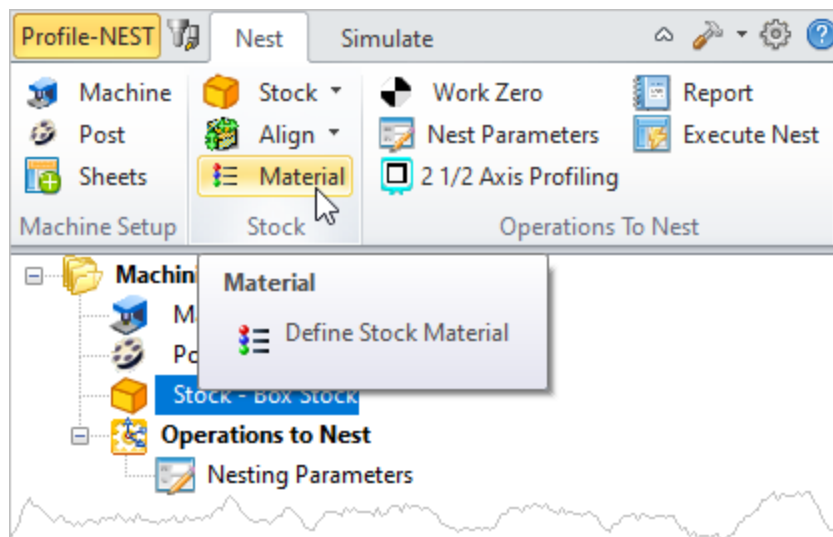 Profile-NEST Nest Simulate
Machine Stock Work Zero Report
Post Align Nest Parameters Execute Nest
Sheets Material 2 1/2 Axis Profiling
Machine Setup Stock Operations To Nest
Material
Define Stock Material
Stock - Box Stock
Operations to Nest
Nesting Parameters